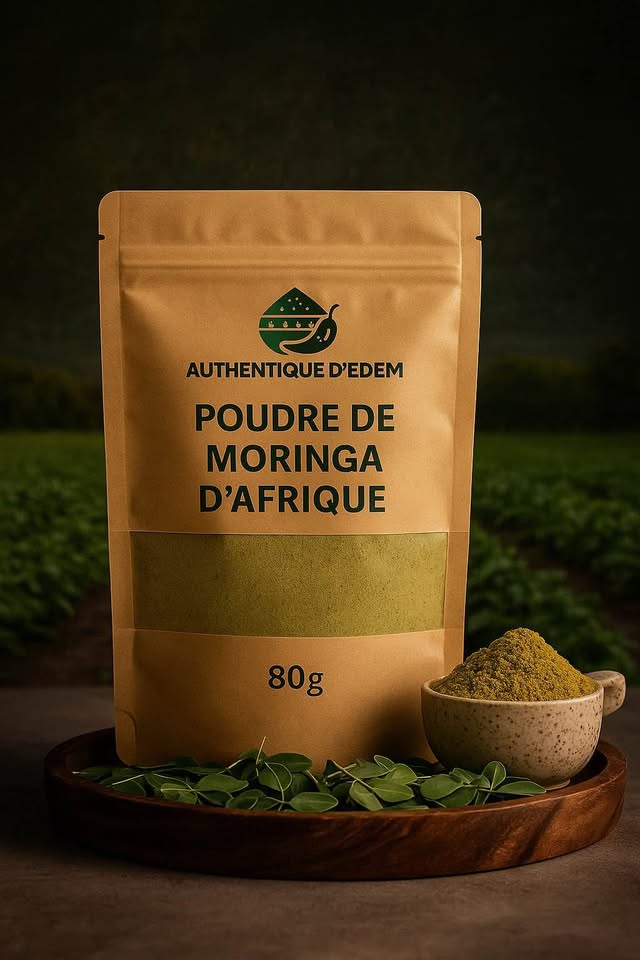 AUTHENTIQUE D'EDEM
POUDRE DE
MORINGA
D'AFRIQUE
80g